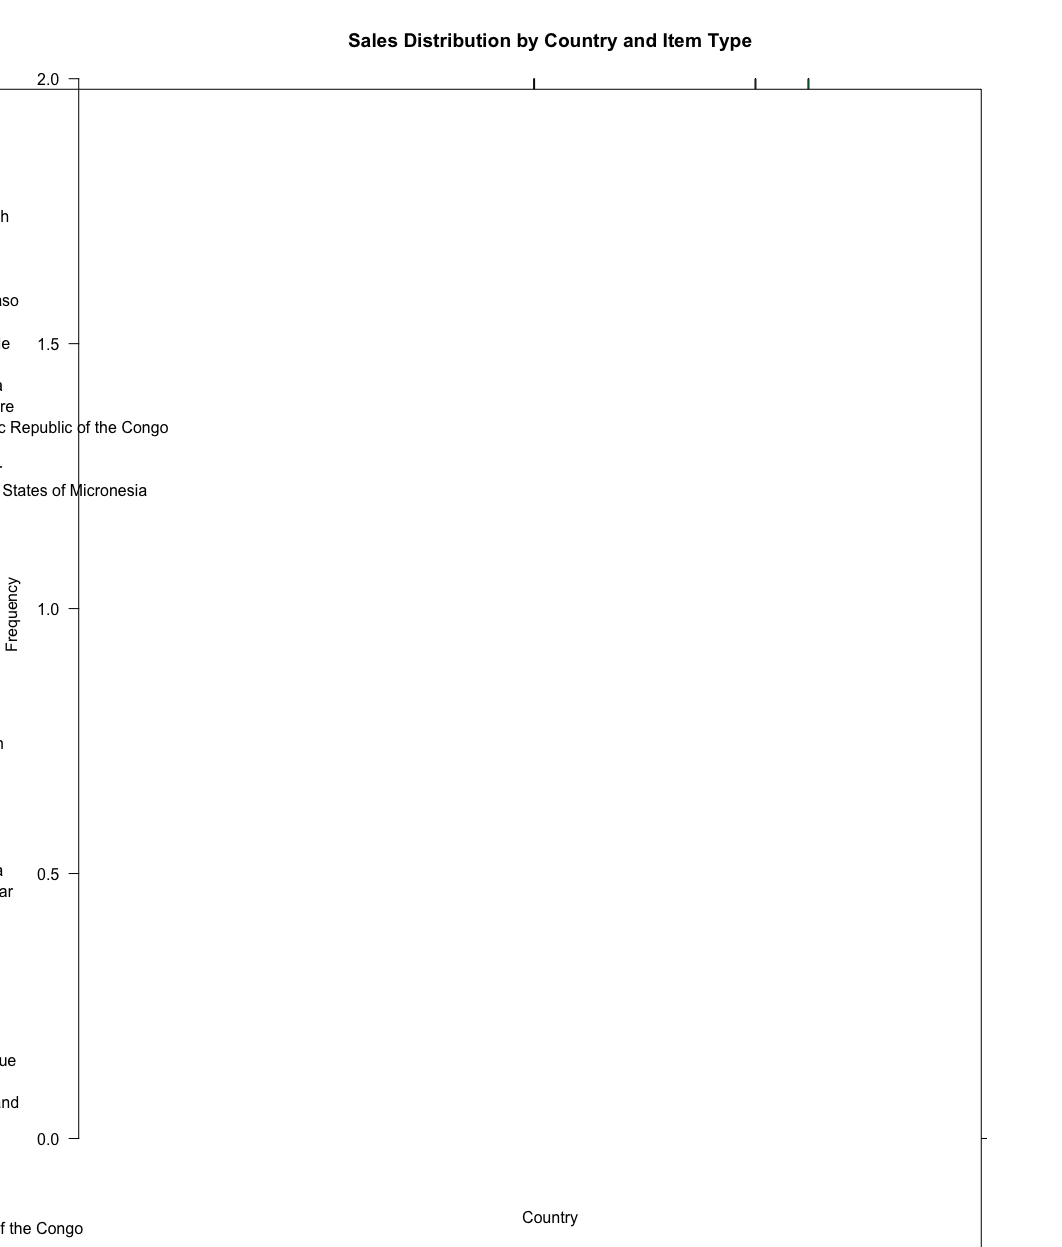 Sales Distribution by Country and Item Type
2.0
h
so
1.5
e
a
re
c Republic of the Congo
States of Micronesia
Frequency
1.0
n
a
0.5
ar
ue
and
0.0
Country
f the Congo